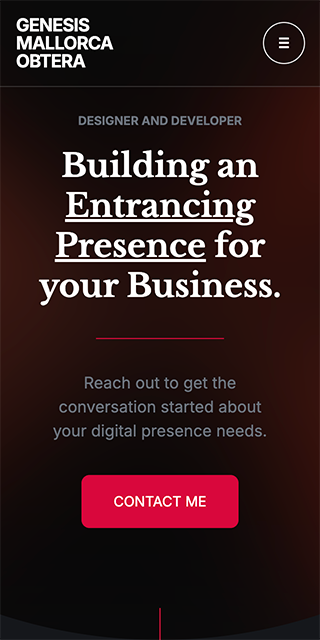 GENESIS
MALLORCA
OBTERA
DESIGNER AND DEVELOPER
Building an
Entrancing
Presence for
your Business.
Reach out to get the
conversation started about
your digital presence needs.
CONTACT ME